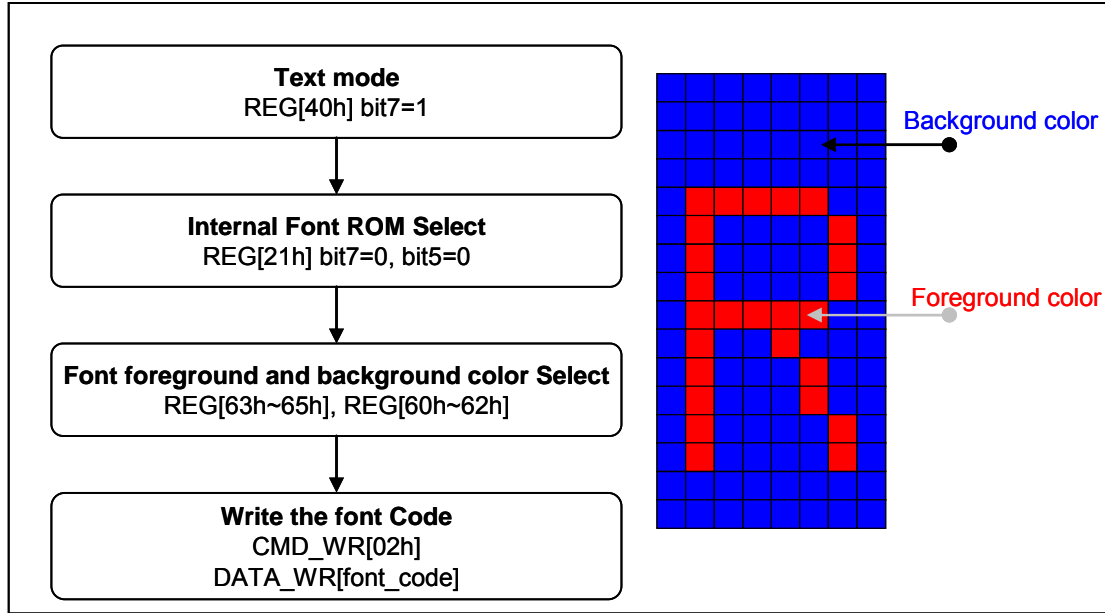 Text mode
REG[40h] bit7=1
Internal Font ROM Select
REG[21h] bit7=0, bit5=0
Font foreground and background color Select
REG[63h~65h], REG[60h~62h]
Write the font Code
CMD_WR[02h]
DATA_WR[font_code]
Background color
Foreground color